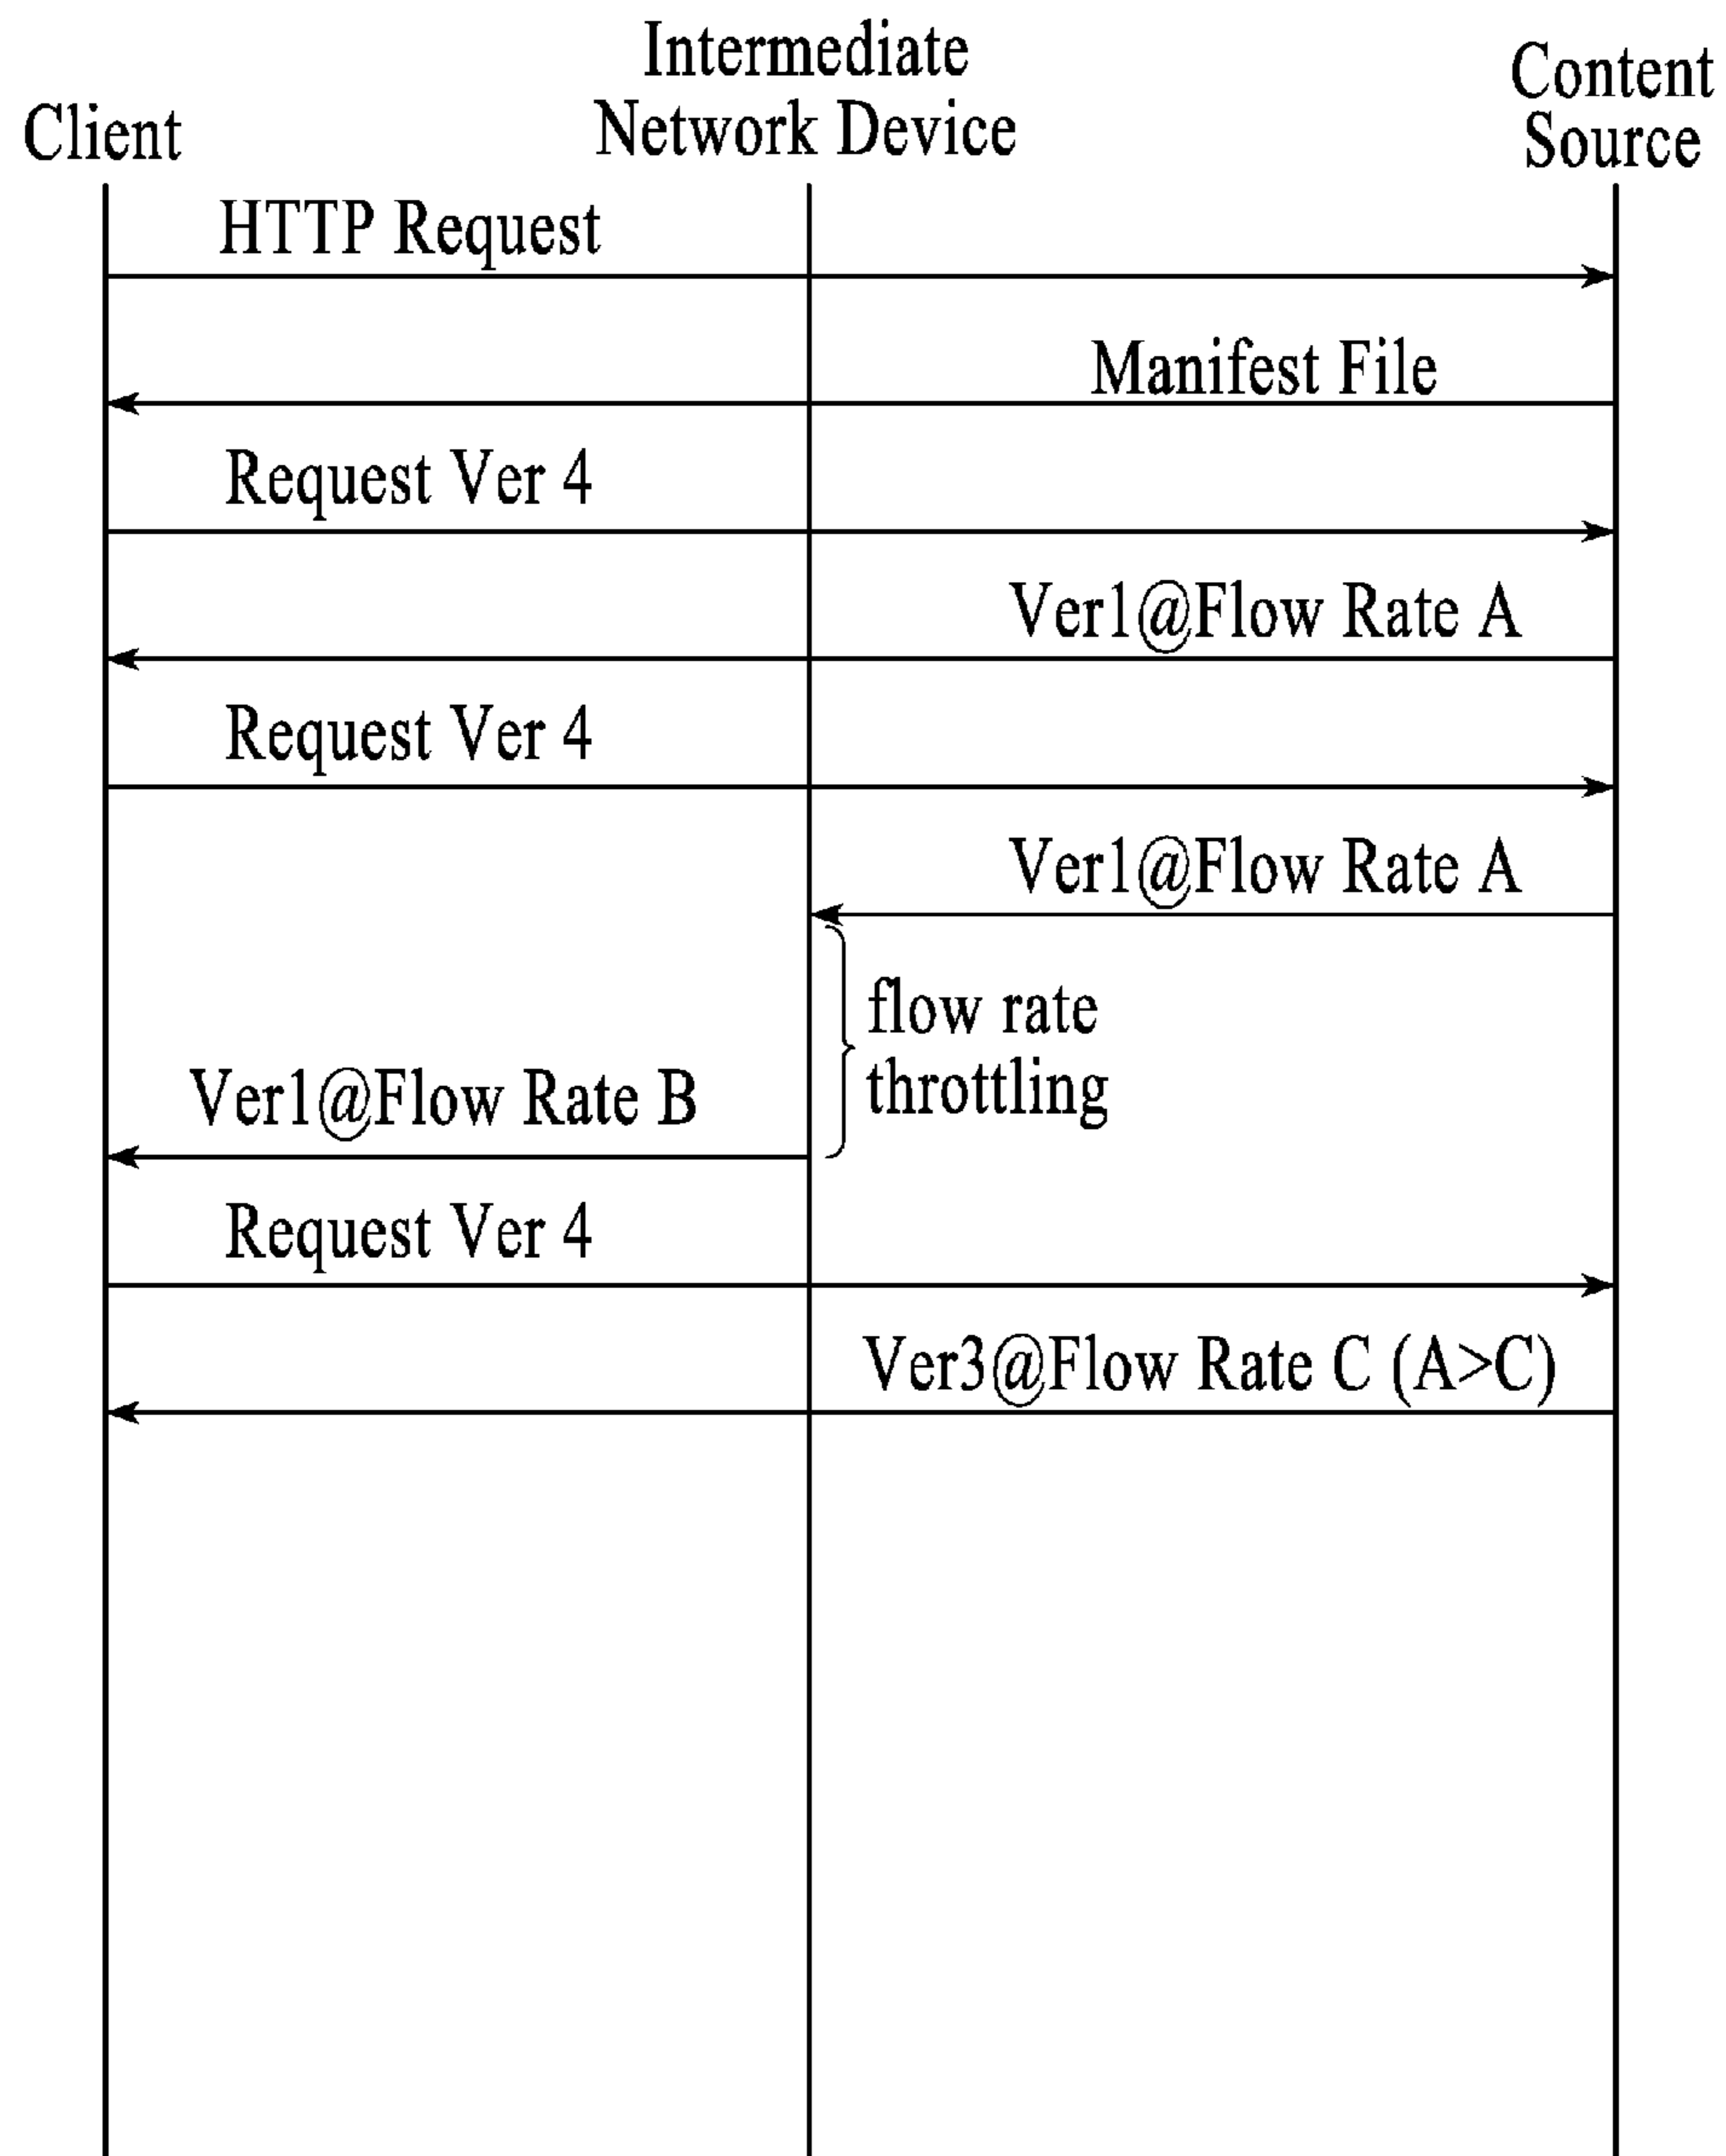 Client
Intermediate
Network Device
Content
Source
HTTP Request
Manifest File
Request Ver 4
Ver1@Flow Rate A
Request Ver 4
Ver1@Flow Rate A
flow rate
throttling
Ver1@Flow Rate B
Request Ver 4
Ver3@Flow Rate C (A>C)